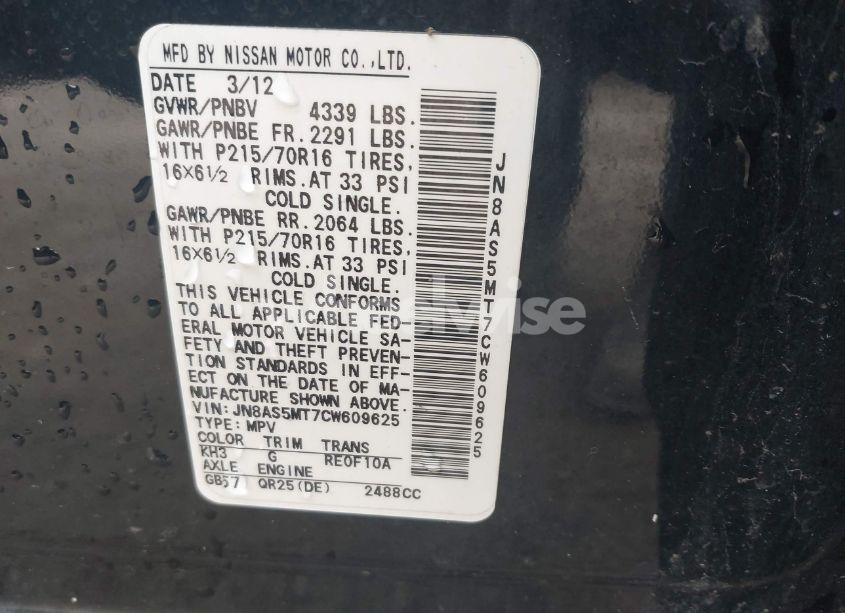 MFD BY NISSAN MOTOR CO.,LTD.
DATE 3/12
GVWR/PNBV 4339 LBS.
GAWR/PNBE FR. 2291 LBS.
WITH P215/70R16 TIRES,
16X6½ RIMS. AT 33 PSI
COLD SINGLE.
GAWR/PNBE RR. 2064 LBS.
WITH P215/70R16 TIRES,
16X6½ RIMS. AT 33 PSI
COLD SINGLE.
THIS VEHICLE CONFORMS
TO ALL APPLICABLE FED-
ERAL MOTOR VEHICLE SA-
FETY AND THEFT PREVEN-
TION STANDARDS IN EFF-
ECT ON THE DATE OF MA-
NUFACTURE SHOWN ABOVE.
VIN: JN8AS5MT7CW609625
TYPE: MPV
COLOR TRIM TRANS
KH3 G RE0F10A
AXLE ENGINE
GB57 QR25(DE) 2488CC
JN8AS5MT7CW609625